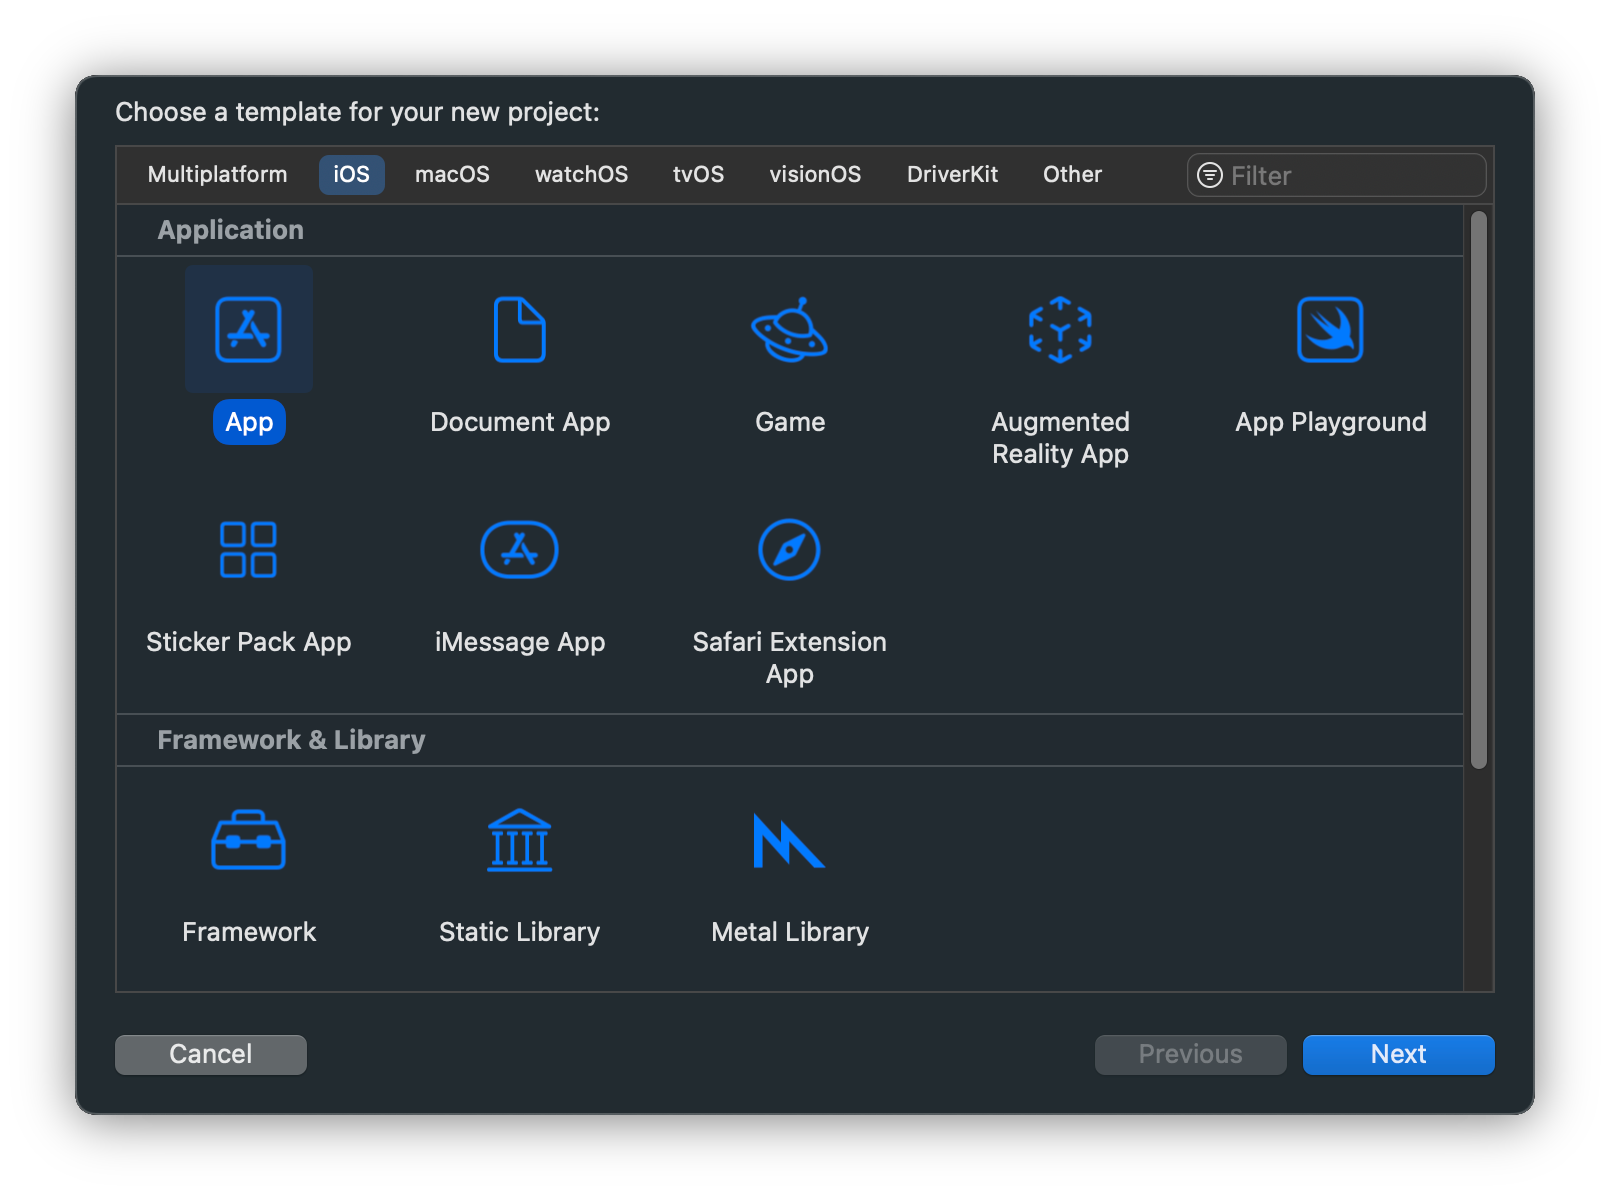 Choose a template for your new project:
Multiplatform iOS macOS watchOS tvOS visionOS DriverKit Other Filter
Application
App Document App Game Augmented Reality App App Playground
Sticker Pack App iMessage App Safari Extension App
Framework & Library
Framework Static Library Metal Library
Cancel Previous Next